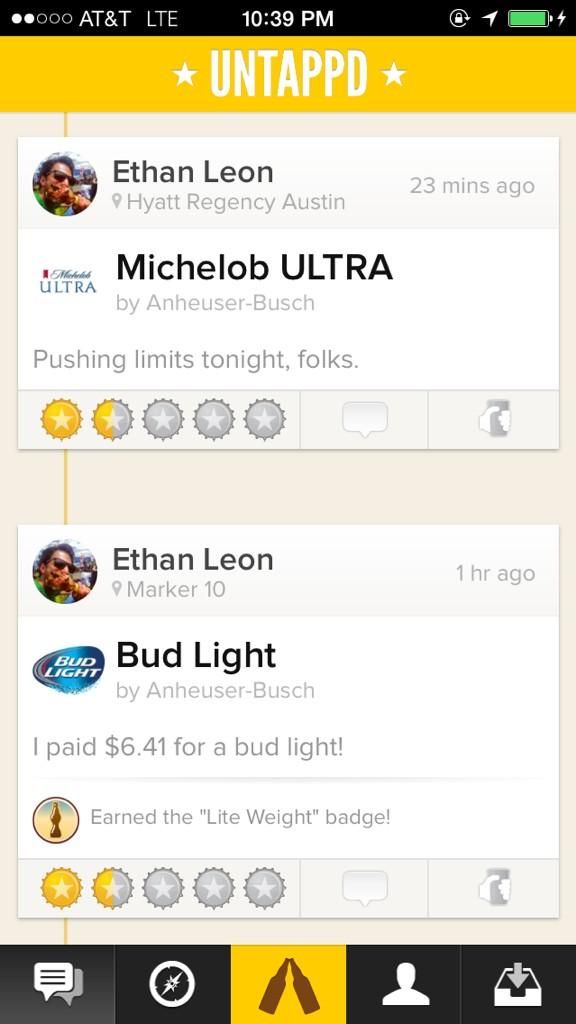 AT&T LTE 10:39 PM
UNTAPPD
Ethan Leon
Hyatt Regency Austin
23 mins ago
Michelob ULTRA
Michelob
ULTRA
by Anheuser-Busch
Pushing limits tonight, folks.
Ethan Leon
Marker 10
1 hr ago
Bud Light
BUD
LIGHT
by Anheuser-Busch
I paid $6.41 for a bud light!
Earned the "Lite Weight" badge!